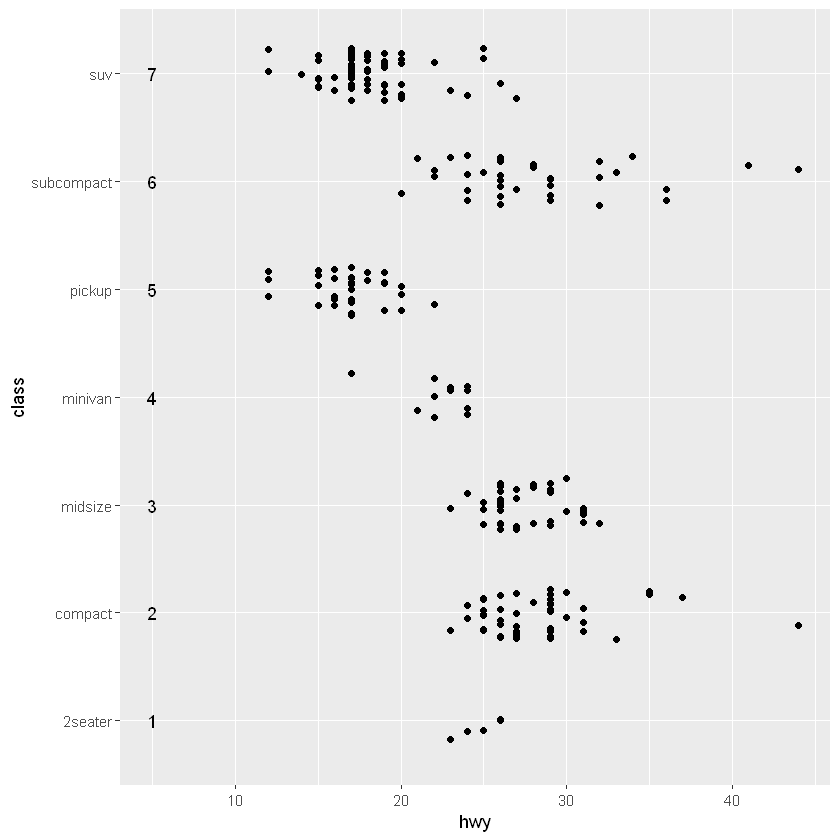 suv 7
subcompact 6
pickup 5
minivan 4
class
midsize 3
compact 2
2seater 1
10 20 30 40
hwy